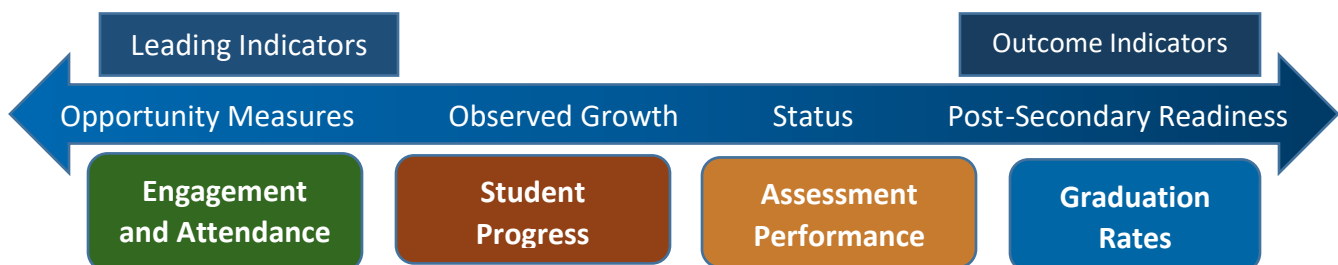 Leading Indicators
Outcome Indicators
Opportunity Measures
Observed Growth
Status
Post-Secondary Readiness
Engagement
and Attendance
Student
Progress
Assessment
Performance
Graduation
Rates